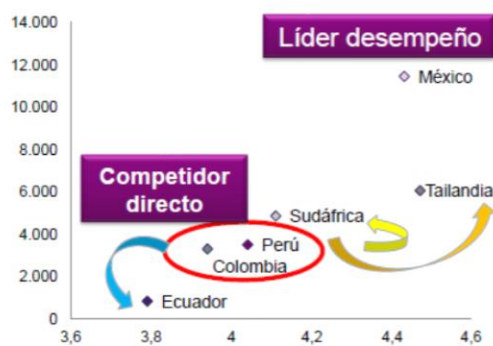 14.000
Líder desempeño
12.000
México
10.000
8.000
Competidor
directo
6.000
Tailandia
Sudáfrica
4.000
Perú
Colombia
2.000
Ecuador
0
3,6 3,8 4 4,2 4,4 4,6